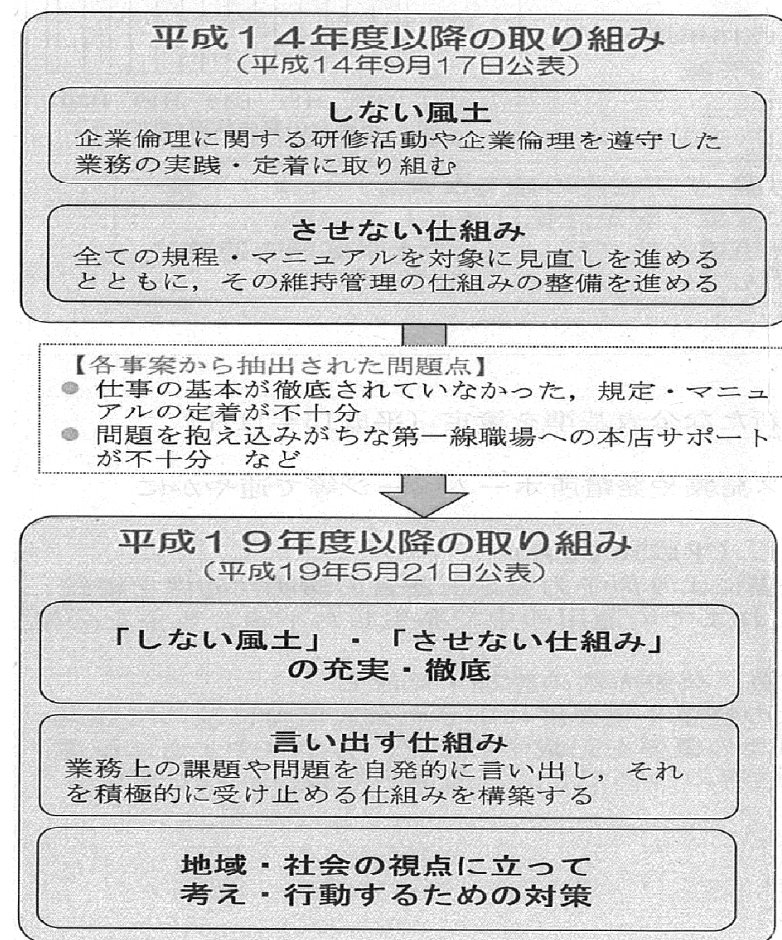 平成14年度以降の取り組み
（平成14年9月17日公表）
しない風土
企業倫理に関する研修活動や企業倫理を遵守した
業務の実践・定着に取り組む
させない仕組み
全ての規程・マニュアルを対象に見直しを進める
とともに，その維持管理の仕組みの整備を進める
【各事案から抽出された問題点】
● 仕事の基本が徹底されていなかった，規定・マニュ
アルの定着が不十分
● 問題を抱え込みがちな第一線職場への本店サポート
が不十分　など
平成19年度以降の取り組み
（平成19年5月21日公表）
「しない風土」・「させない仕組み」
の充実・徹底
言い出す仕組み
業務上の課題や問題を自発的に言い出し，それ
を積極的に受け止める仕組みを構築する
地域・社会の視点に立って
考え・行動するための対策